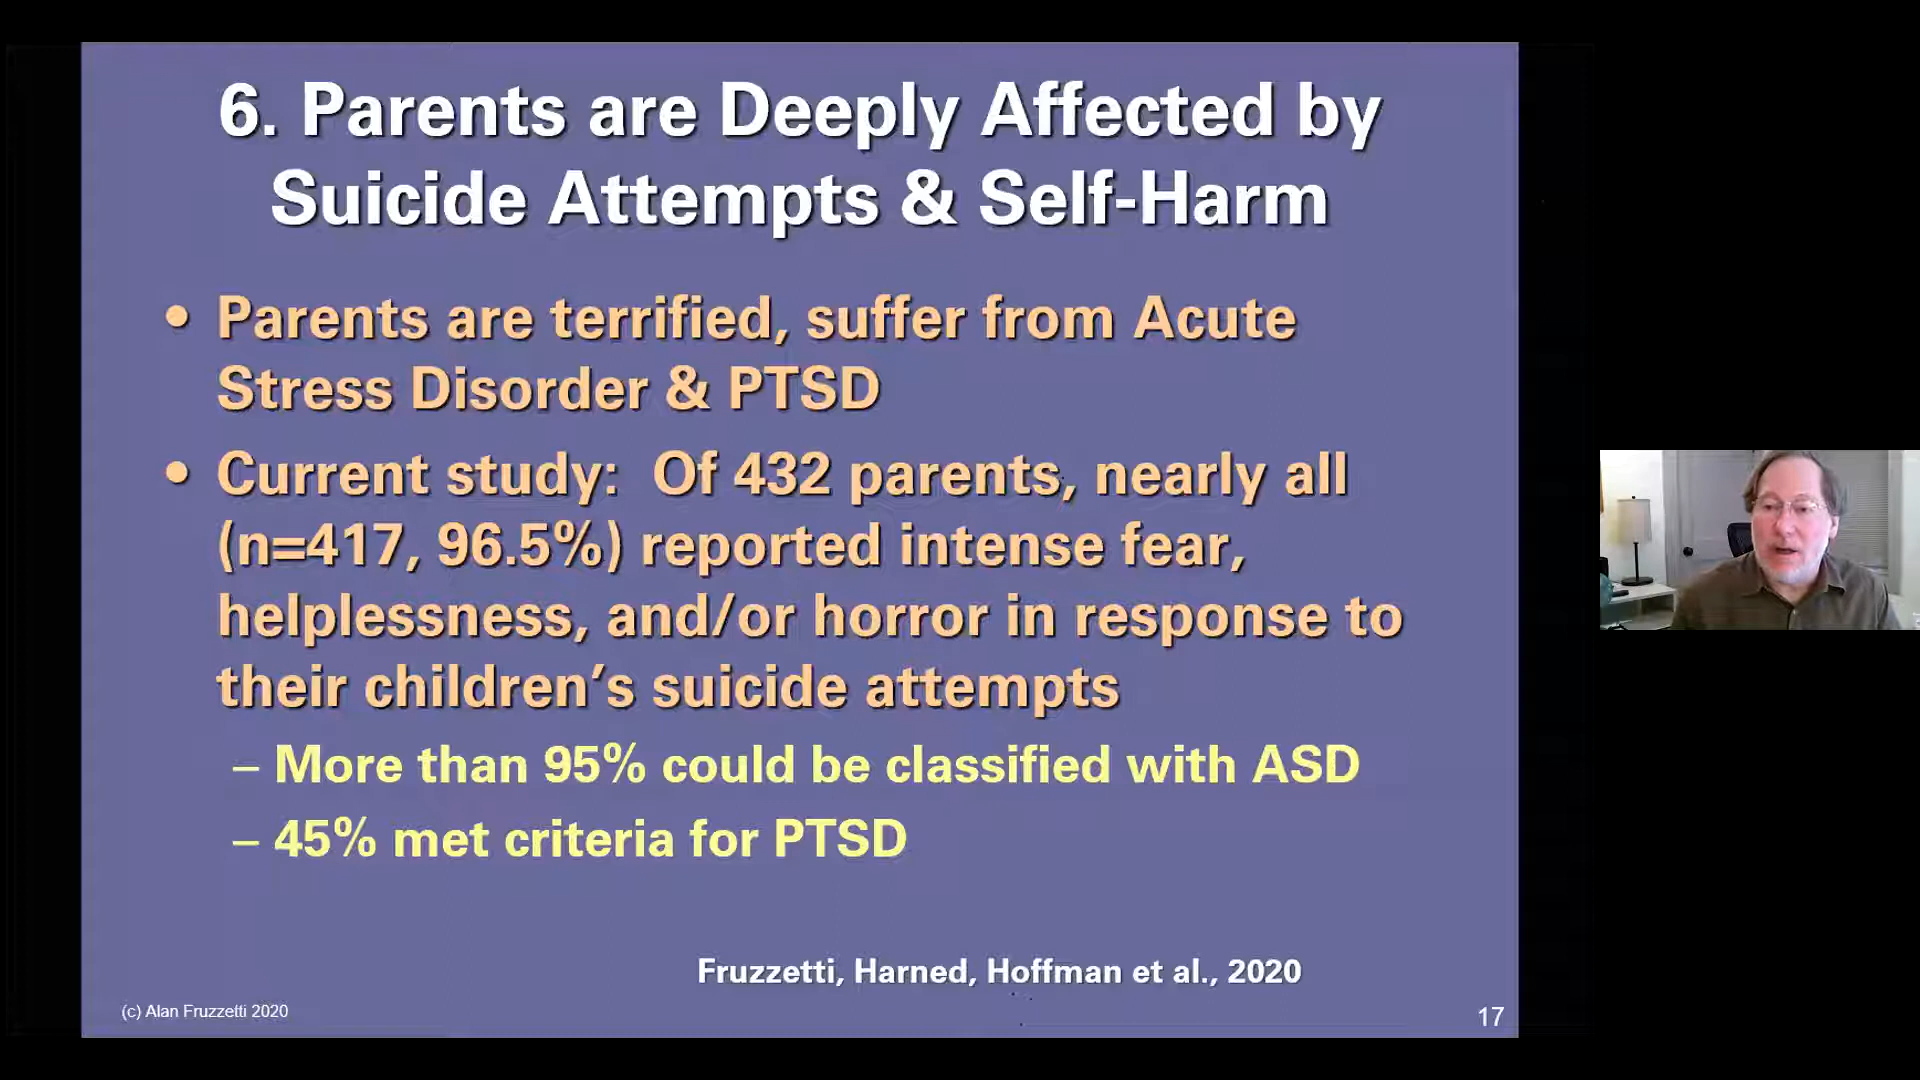 6. Parents are Deeply Affected by
Suicide Attempts & Self-Harm
• Parents are terrified, suffer from Acute
Stress Disorder & PTSD
• Current study: Of 432 parents, nearly all
(n=417, 96.5%) reported intense fear,
helplessness, and/or horror in response to
their children’s suicide attempts
– More than 95% could be classified with ASD
– 45% met criteria for PTSD
Fruzzetti, Harned, Hoffman et al., 2020
(c) Alan Fruzzetti 2020
17